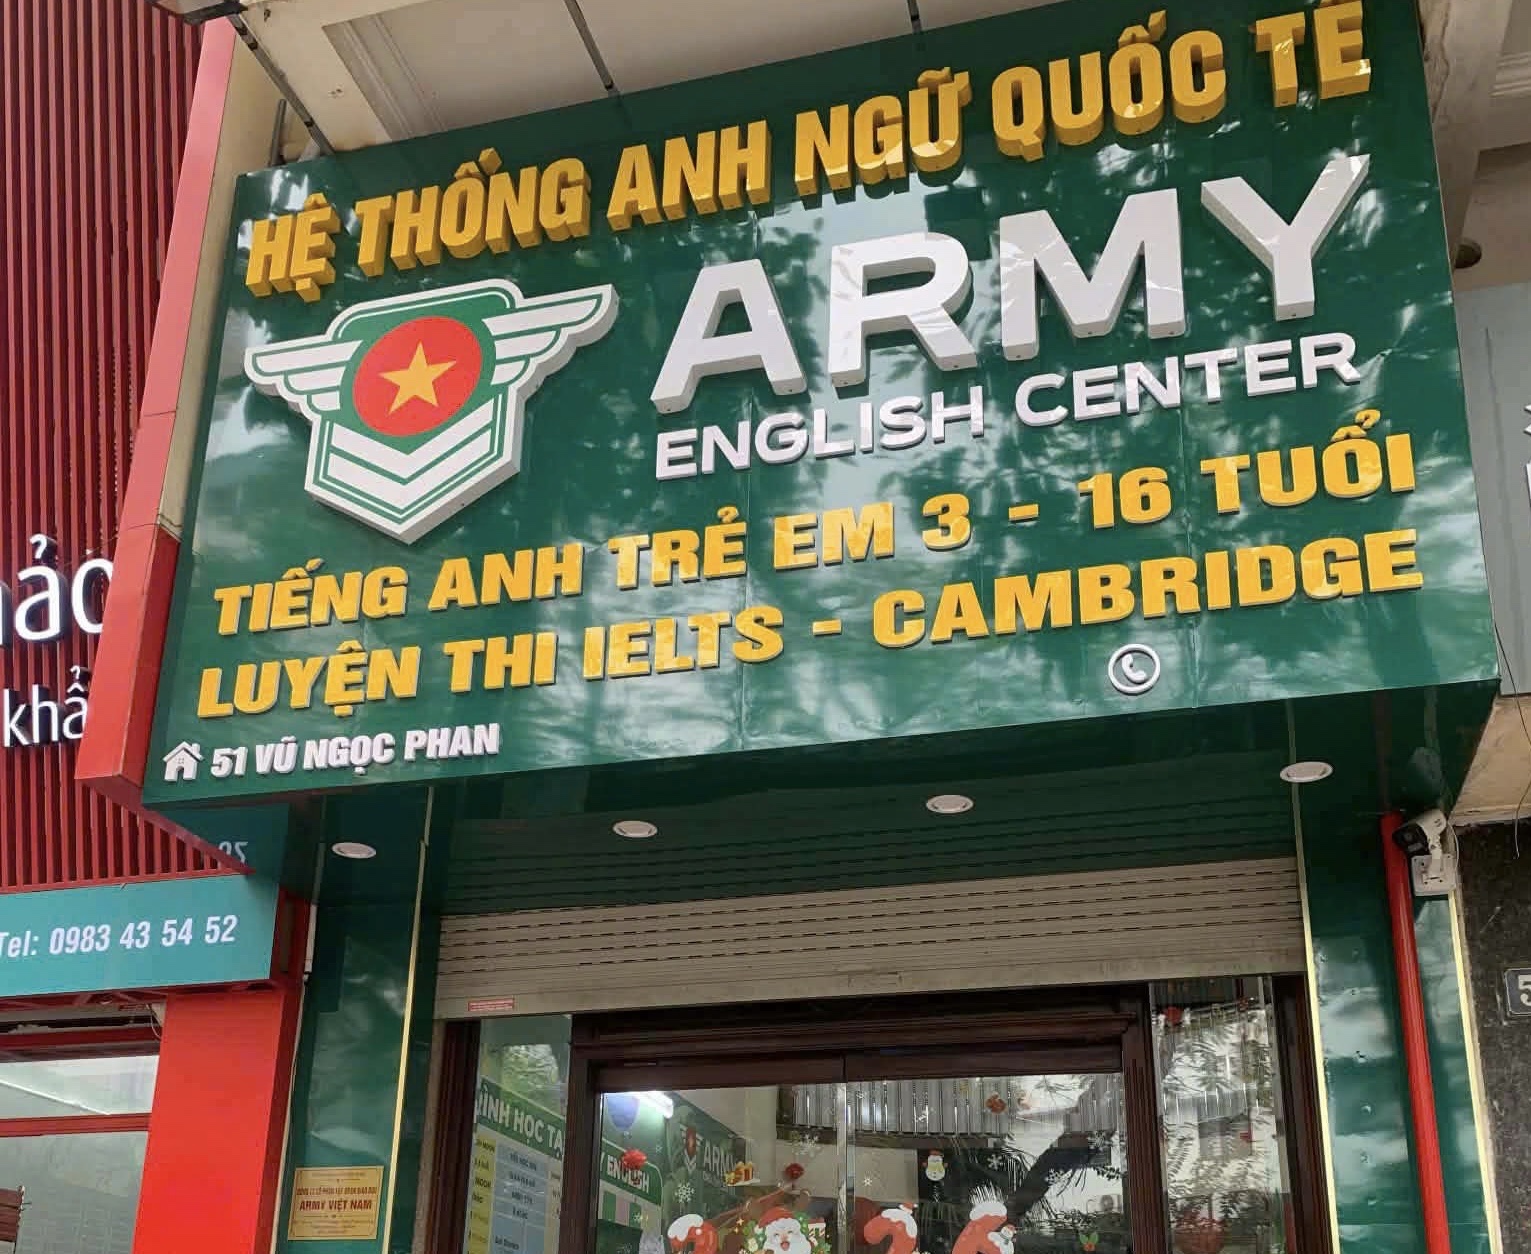 HỆ THỐNG ANH NGỮ QUỐC TẾ
ARMY
ENGLISH CENTER
TIẾNG ANH TRẺ EM 3 - 16 TUỔI
LUYỆN THI IELTS - CAMBRIDGE
51 VŨ NGỌC PHAN
Tel: 0983 43 54 52
ARMY VIỆT NAM